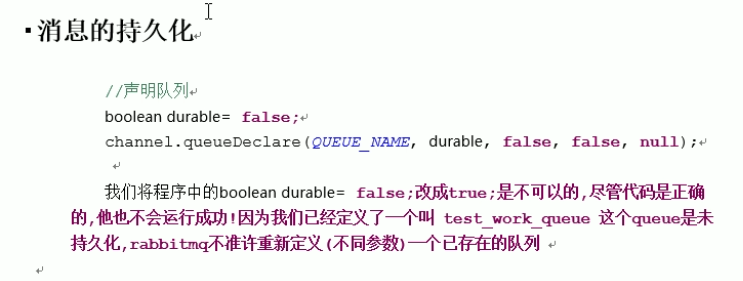 ▪消息的持久化
//声明队列
boolean durable= false;
channel.queueDeclare(QUEUE_NAME, durable, false, false, null);
我们将程序中的boolean durable= false;改成true;是不可以的,尽管代码是正确
的,他也不会运行成功!因为我们已经定义了一个叫 test_work_queue 这个queue是未
持久化,rabbitmq不准许重新定义(不同参数)一个已存在的队列